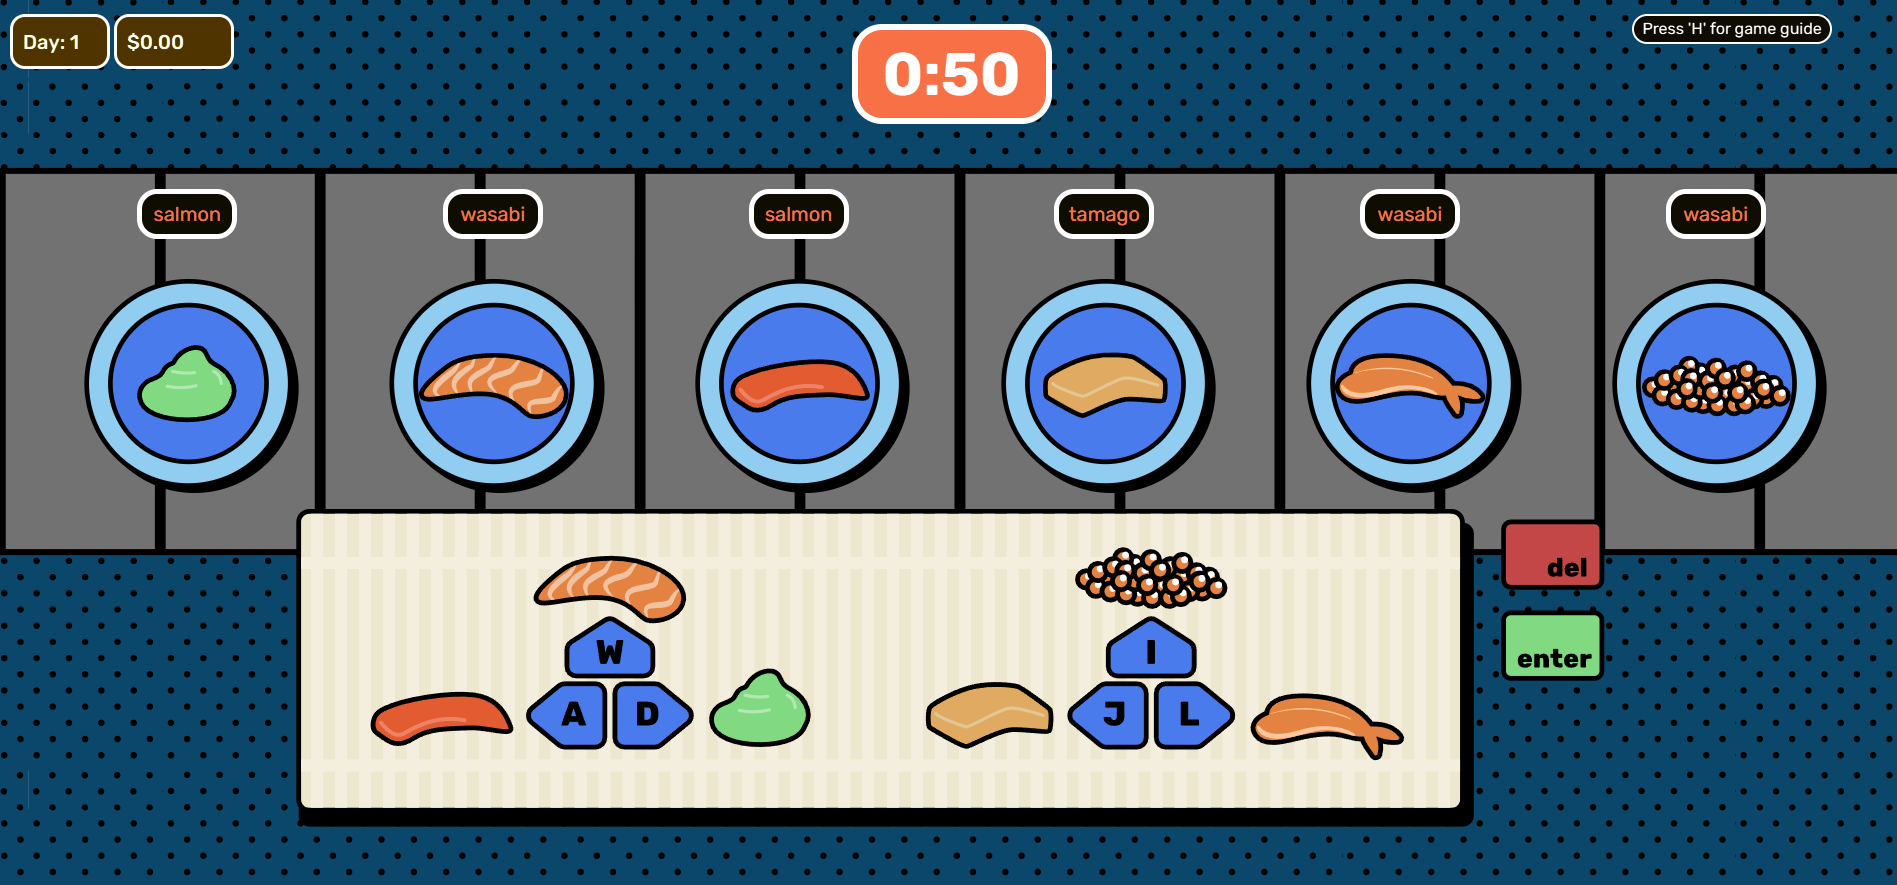 Day: 1
$0.00
0:50
Press 'H' for game guide
salmon
wasabi
salmon
tamago
wasabi
wasabi
W
A
D
I
J
L
del
enter